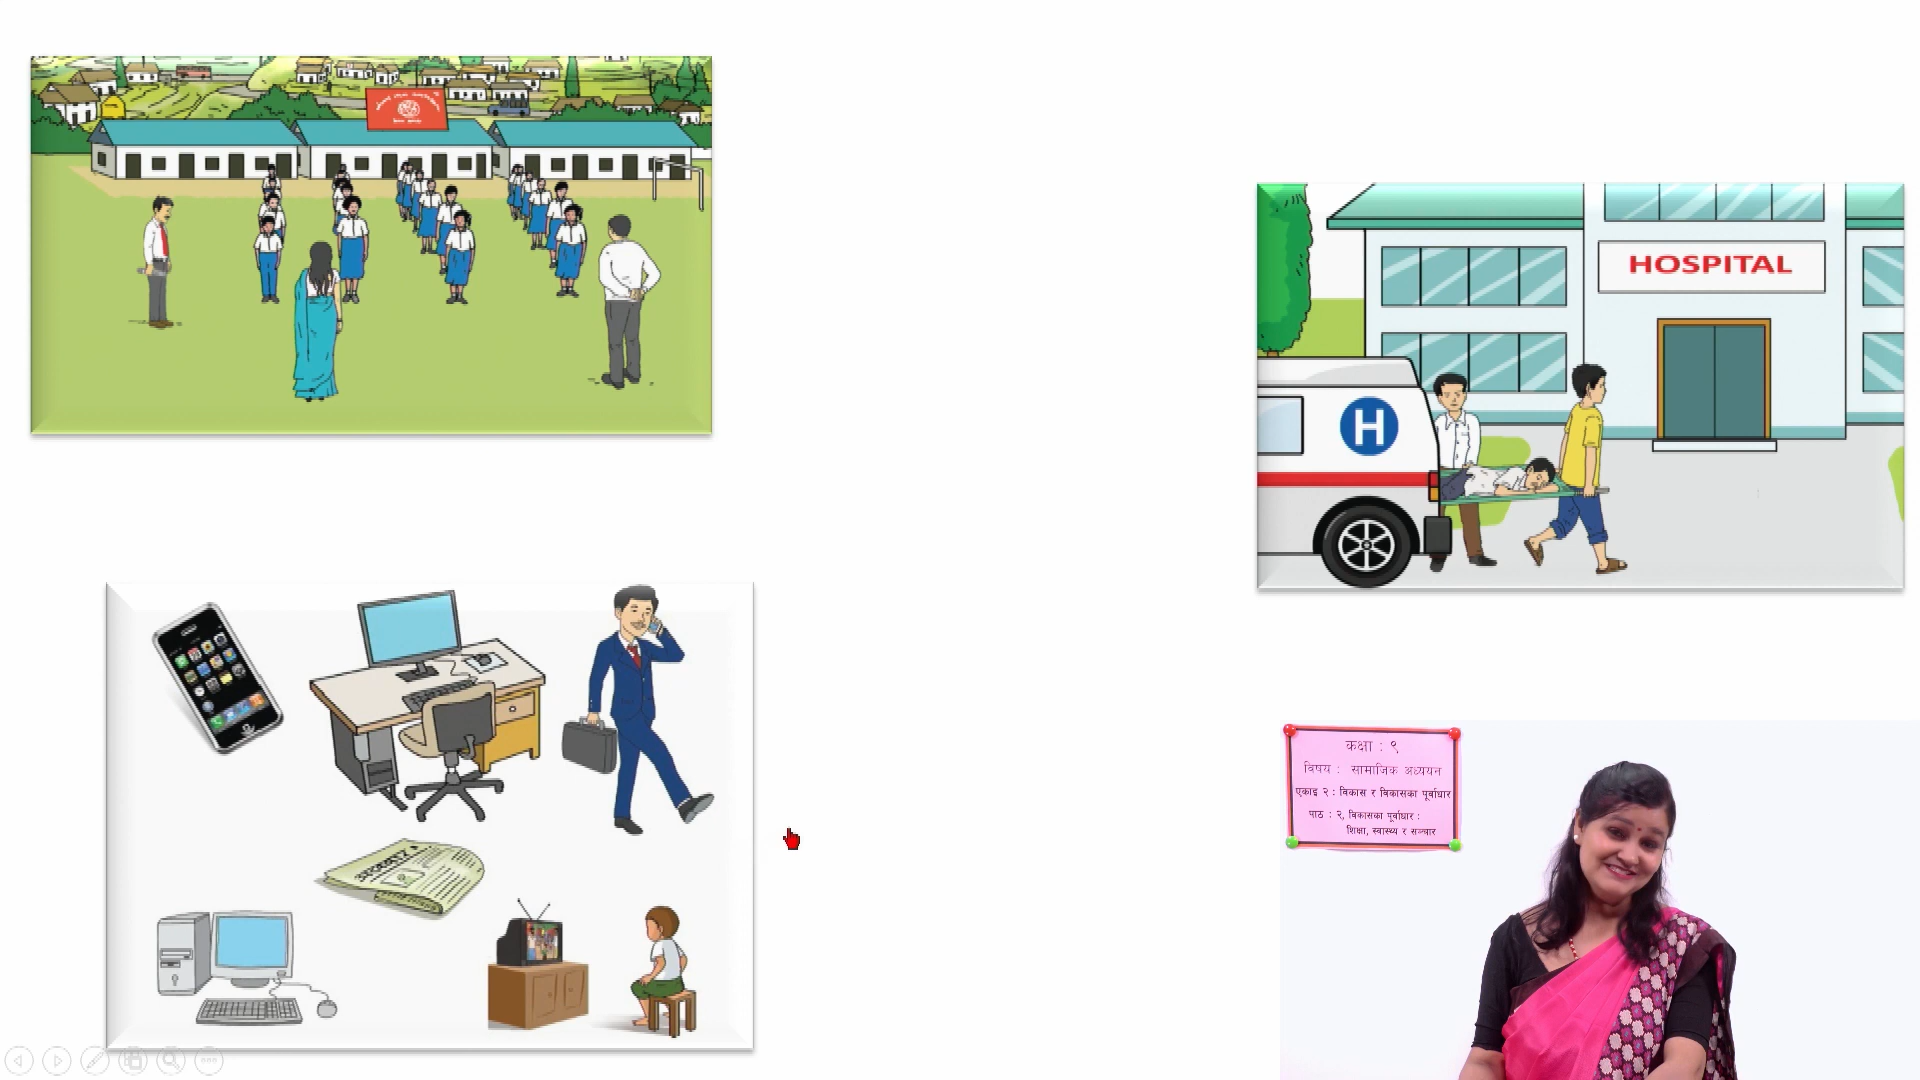 HOSPITAL
H
कक्षा : ९
विषय : सामाजिक अध्ययन
एकाइ २ : विकास र विकासका पूर्वाधार
पाठ : २, विकासका पूर्वाधार :
शिक्षा, स्वास्थ्य र सञ्चार